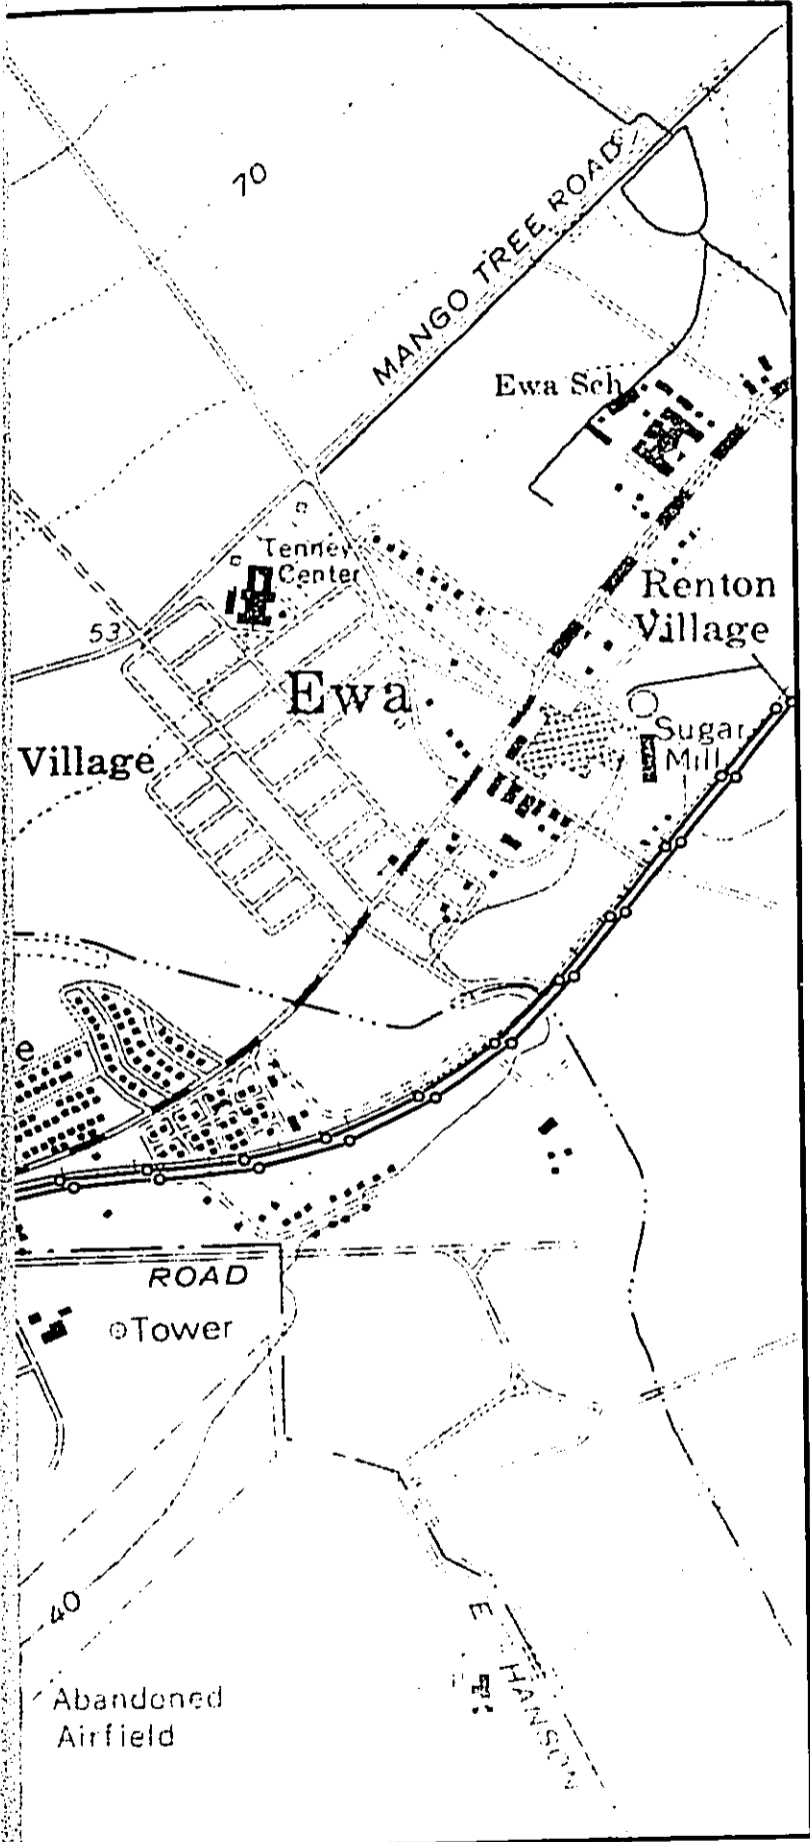 70
MANGO TREE ROAD
Ewa Sch
Tenney
Center
Renton
Village
53
Ewa
Sugar
Mill
Village
e
ROAD
Tower
40
E HANSON
Abandoned
Airfield